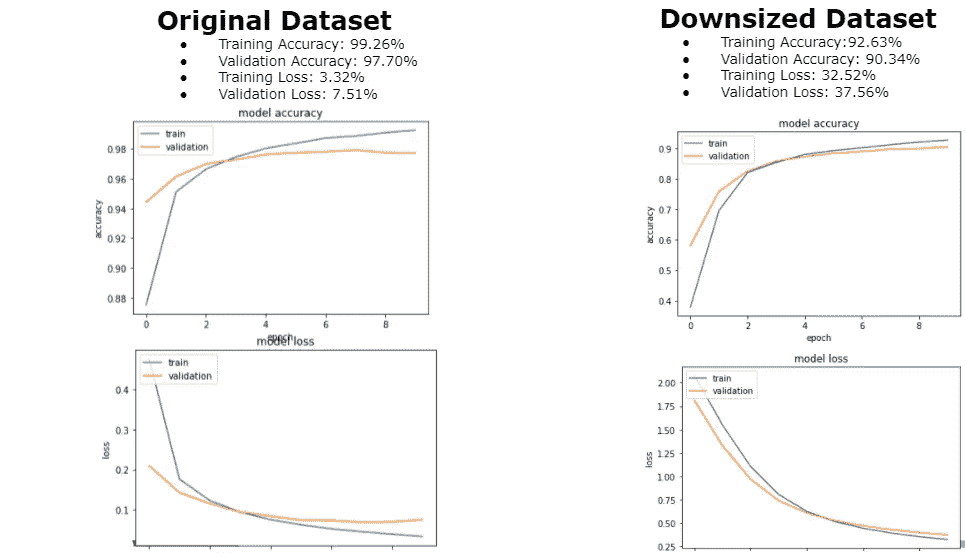 Original Dataset
● Training Accuracy: 99.26%
● Validation Accuracy: 97.70%
● Training Loss: 3.32%
● Validation Loss: 7.51%
model accuracy
train
validation
0.98
0.96
0.94
0.92
0.90
0.88
accuracy
0 2 4 6 8
epoch
model loss
train
validation
0.4
0.3
0.2
0.1
loss
Downsized Dataset
● Training Accuracy:92.63%
● Validation Accuracy: 90.34%
● Training Loss: 32.52%
● Validation Loss: 37.56%
model accuracy
train
validation
0.9
0.8
0.7
0.6
0.5
0.4
accuracy
0 2 4 6 8
epoch
model loss
train
validation
2.00
1.75
1.50
1.25
1.00
0.75
0.50
0.25
loss